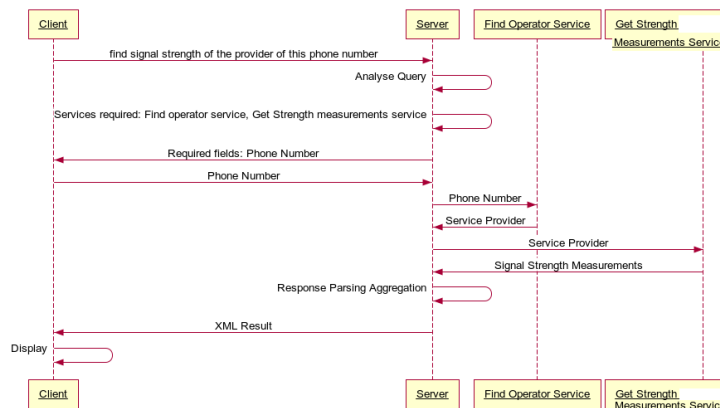 Client
Server
Find Operator Service
Get Strength
Measurements Service
find signal strength of the provider of this phone number
Analyse Query
Services required: Find operator service, Get Strength measurements service
Required fields: Phone Number
Phone Number
Phone Number
Service Provider
Service Provider
Signal Strength Measurements
Response Parsing Aggregation
XML Result
Display
Client
Server
Find Operator Service
Get Strength
Measurements Service